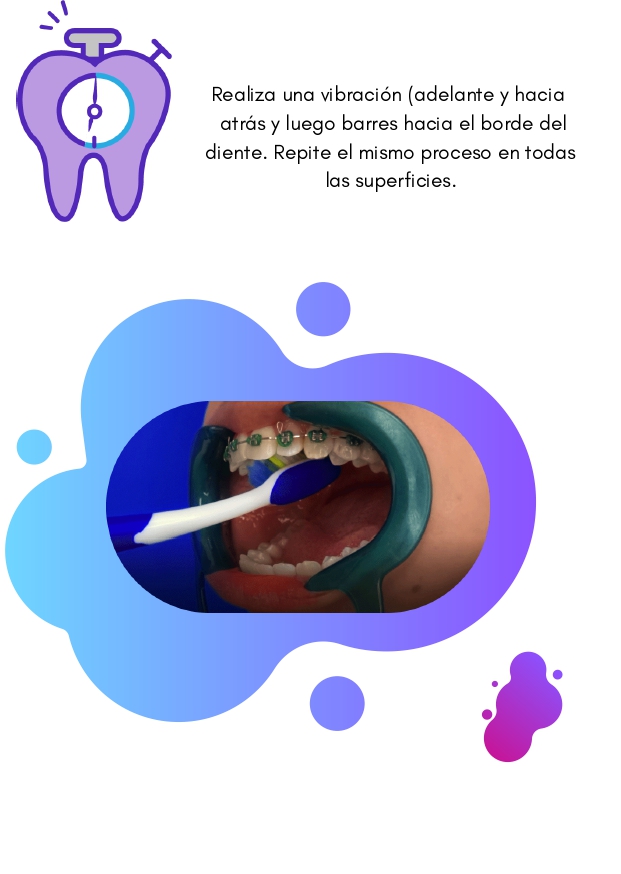 Realiza una vibración (adelante y hacia
atrás y luego barres hacia el borde del
diente. Repite el mismo proceso en todas
las superficies.